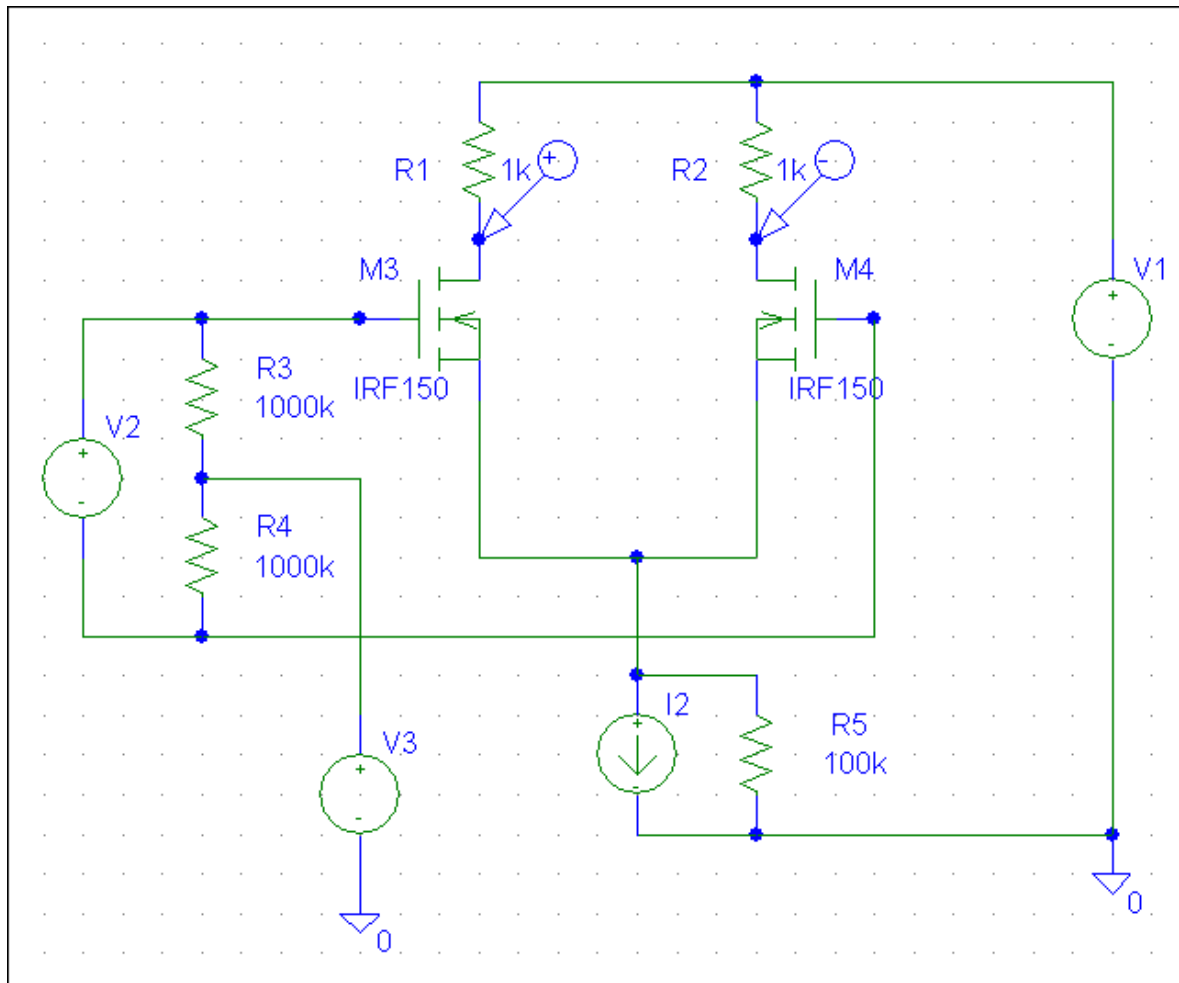 R1
1k
+
R2
1k
-
M3
M4
V1
+
-
IRF150
IRF150
R3
1000k
V2
+
-
R4
1000k
I2
+
-
R5
100k
V3
+
-
0
0